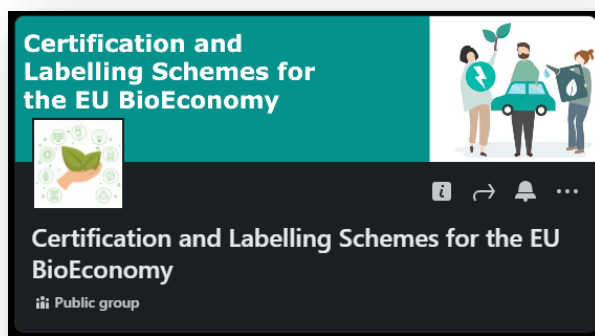 Certification and
Labelling Schemes for
the EU BioEconomy
Certification and Labelling Schemes for the EU
BioEconomy
Public group